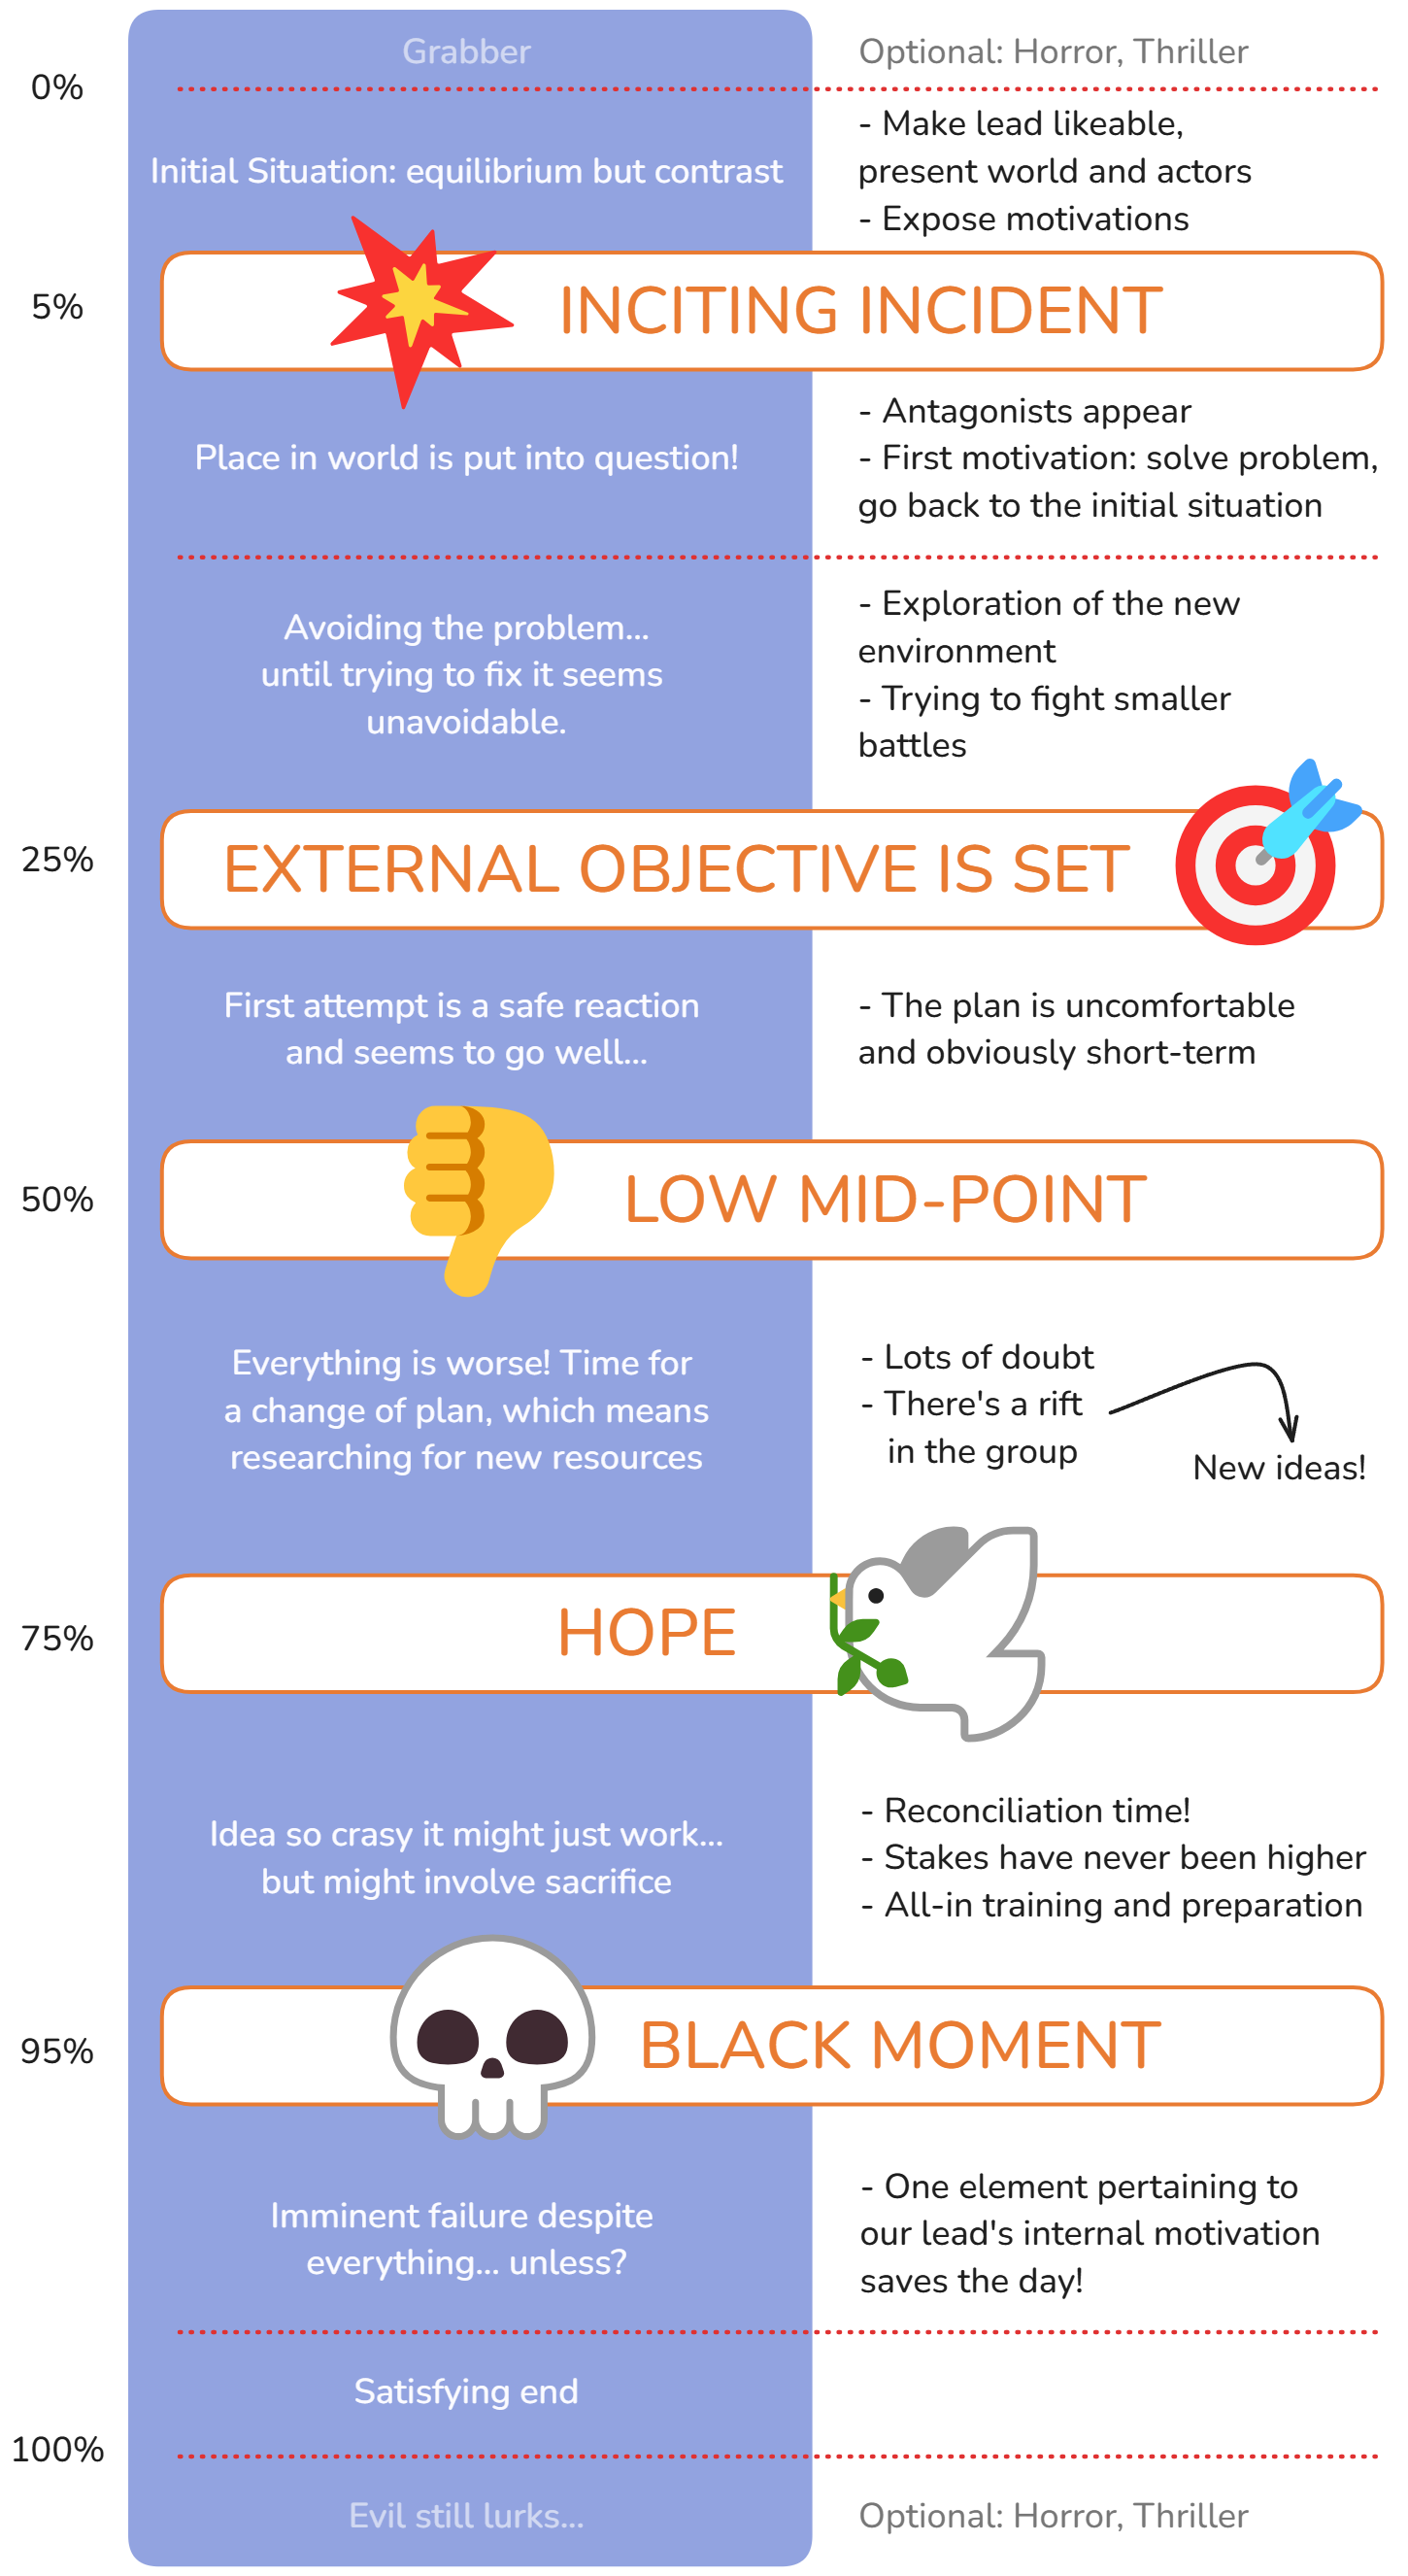 Grabber
Optional: Horror, Thriller
0%
Initial Situation: equilibrium but contrast
- Make lead likeable,
present world and actors
- Expose motivations
5%
INCITING INCIDENT
Place in world is put into question!
- Antagonists appear
- First motivation: solve problem,
go back to the initial situation
Avoiding the problem...
until trying to fix it seems
unavoidable.
- Exploration of the new
environment
- Trying to fight smaller
battles
25%
EXTERNAL OBJECTIVE IS SET
First attempt is a safe reaction
and seems to go well...
- The plan is uncomfortable
and obviously short-term
50%
LOW MID-POINT
Everything is worse! Time for
a change of plan, which means
researching for new resources
- Lots of doubt
- There's a rift
in the group
New ideas!
75%
HOPE
Idea so crasy it might just work...
but might involve sacrifice
- Reconciliation time!
- Stakes have never been higher
- All-in training and preparation
95%
BLACK MOMENT
Imminent failure despite
everything... unless?
- One element pertaining to
our lead's internal motivation
saves the day!
Satisfying end
100%
Evil still lurks...
Optional: Horror, Thriller